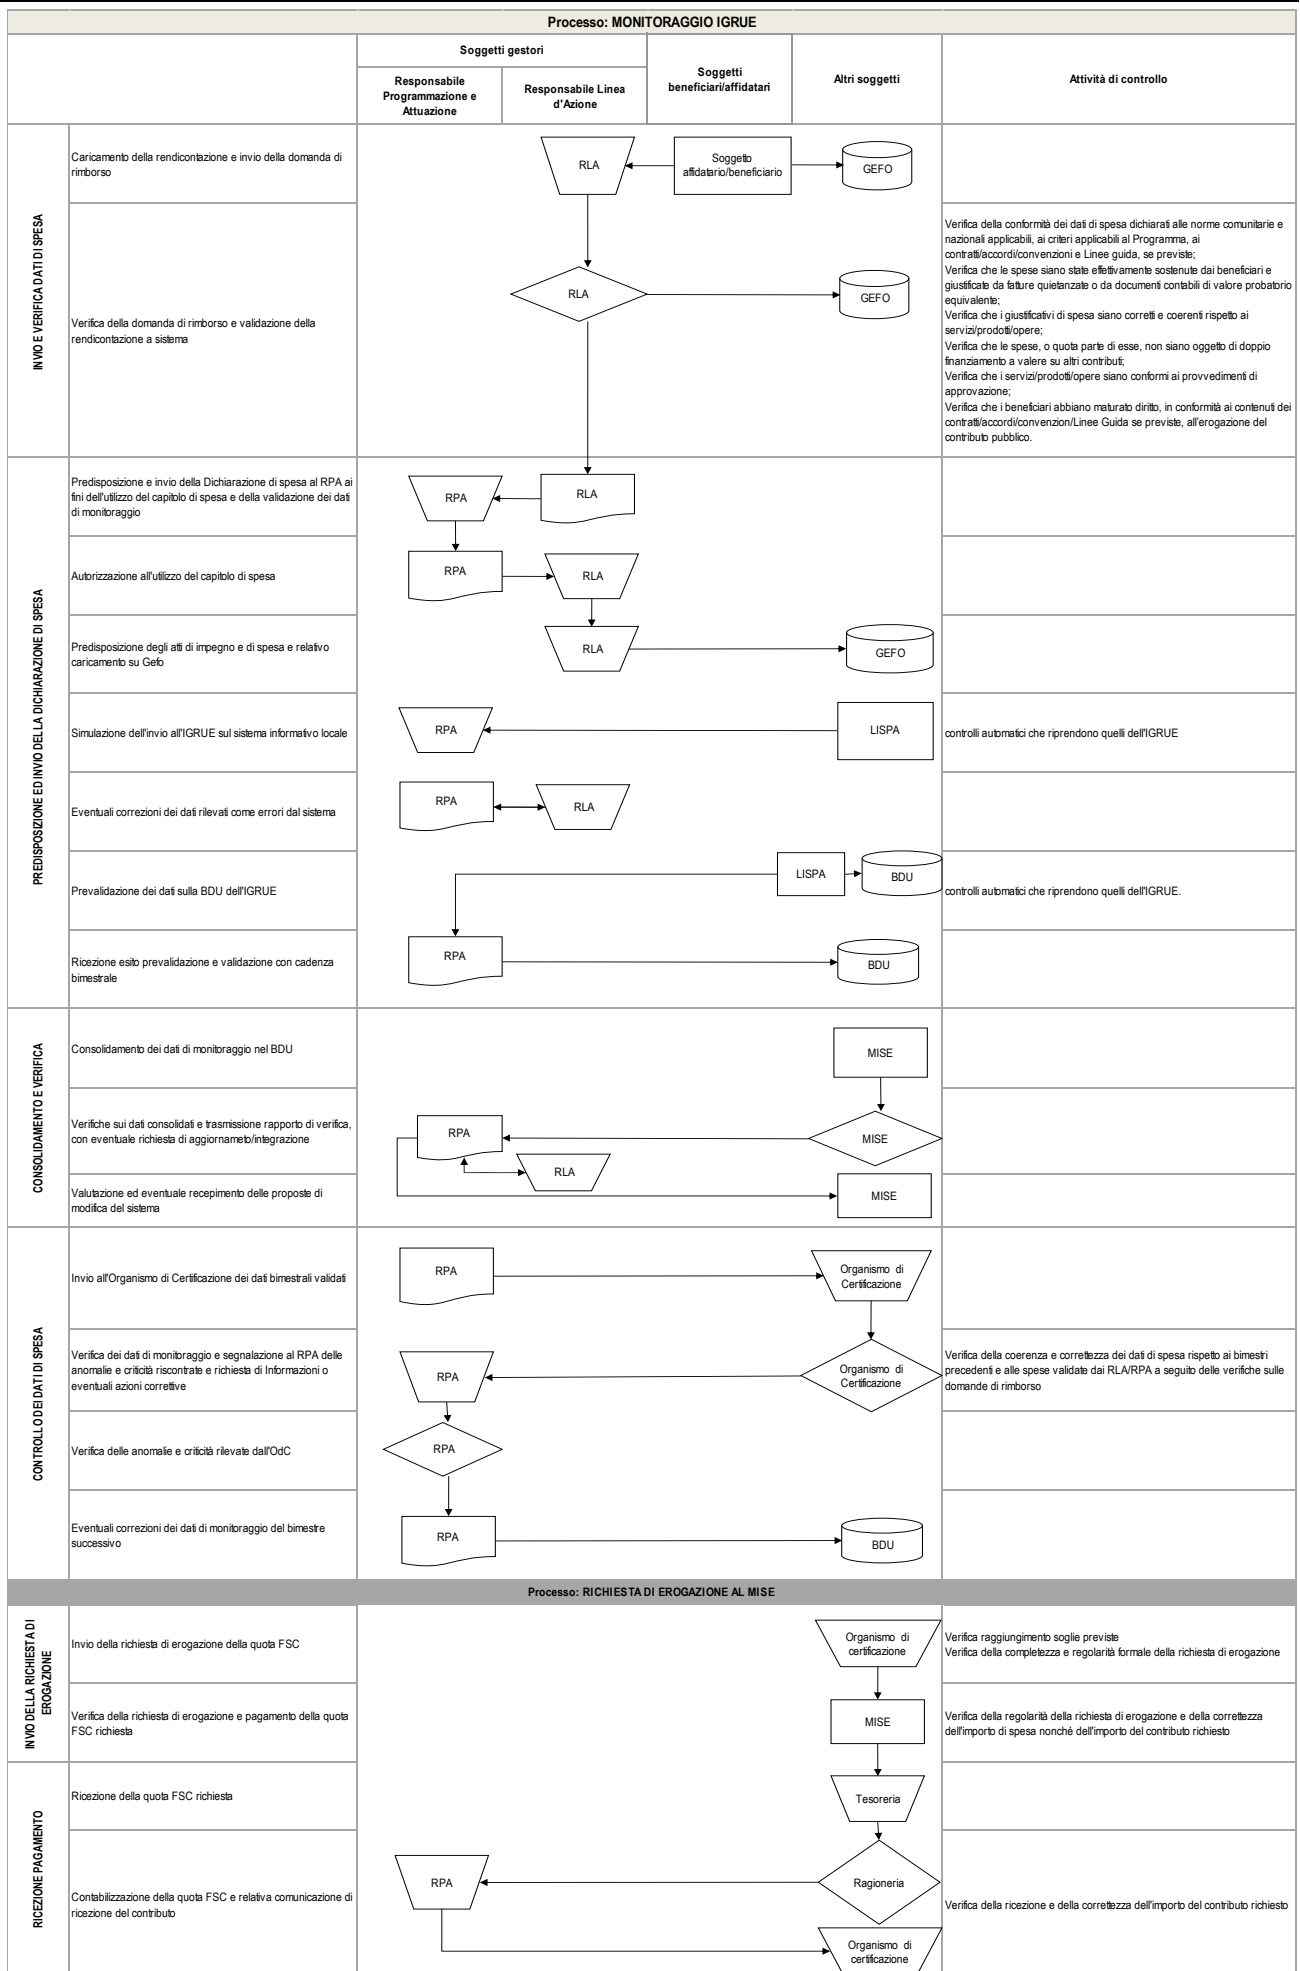 Processo: MONITORAGGIO IGRUE
Soggetti gestori
Soggetti
beneficiari/affidatari
Altri soggetti
Attività di controllo
Responsabile
Programmazione e
Attuazione
Responsabile Linea
d'Azione
INVIO E VERIFICA DATI DI SPESA
Caricamento della rendicontazione e invio della domanda di
rimborso
RLA
Soggetto
affidatario/beneficiario
GEFO
Verifica della domanda di rimborso e validazione della
rendicontazione a sistema
RLA
GEFO
Verifica della conformità dei dati di spesa dichiarati alle norme comunitarie e
nazionali applicabili, ai criteri applicabili al Programma, ai
contratti/accordi/convenzioni e Linee guida, se previste;
Verifica che le spese siano state effettivamente sostenute dai beneficiari e
giustificate da fatture quietanzate o da documenti contabili di valore probatorio
equivalente;
Verifica che i giustificativi di spesa siano corretti e coerenti rispetto ai
servizi/prodotti/opere;
Verifica che le spese, o quota parte di esse, non siano oggetto di doppio
finanziamento a valere su altri contributi;
Verifica che i servizi/prodotti/opere siano conformi ai provvedimenti di
approvazione;
Verifica che i beneficiari abbiano maturato diritto, in conformità ai contenuti dei
contratti/accordi/convenzion/Linee Guida se previste, all'erogazione del
contributo pubblico.
PREDISPOSIZIONE ED INVIO DELLA DICHIARAZIONE DI SPESA
Predisposizione e invio della Dichiarazione di spesa al RPA ai
fini dell'utilizzo del capitolo di spesa e della validazione dei dati
di monitoraggio
RPA
RLA
Autorizzazione all'utilizzo del capitolo di spesa
RPA
RLA
Predisposizione degli atti di impegno e di spesa e relativo
caricamento su Gefo
RLA
GEFO
Simulazione dell'invio all'IGRUE sul sistema informativo locale
RPA
LISPA
controlli automatici che riprendono quelli dell'IGRUE
Eventuali correzioni dei dati rilevati come errori dal sistema
RPA
RLA
Prevalidazione dei dati sulla BDU dell'IGRUE
LISPA
BDU
controlli automatici che riprendono quelli dell'IGRUE.
Ricezione esito prevalidazione e validazione con cadenza
bimestrale
RPA
BDU
CONSOLIDAMENTO E VERIFICA
Consolidamento dei dati di monitoraggio nel BDU
MISE
Verifiche sui dati consolidati e trasmissione rapporto di verifica,
con eventuale richiesta di aggiornameto/integrazione
RPA
MISE
RLA
Valutazione ed eventuale recepimento delle proposte di
modifica del sistema
MISE
CONTROLLO DEI DATI DI SPESA
Invio all'Organismo di Certificazione dei dati bimestrali validati
RPA
Organismo di
Certificazione
Verifica dei dati di monitoraggio e segnalazione al RPA delle
anomalie e criticità riscontrate e richiesta di Informazioni o
eventuali azioni correttive
RPA
Organismo di
Certificazione
Verifica della coerenza e correttezza dei dati di spesa rispetto ai bimestri
precedenti e alle spese validate dai RLA/RPA a seguito delle verifiche sulle
domande di rimborso
Verifica delle anomalie e criticità rilevate dall'OdC
RPA
Eventuali correzioni dei dati di monitoraggio del bimestre
successivo
RPA
BDU
Processo: RICHIESTA DI EROGAZIONE AL MISE
INVIO DELLA RICHIESTA DI
EROGAZIONE
Invio della richiesta di erogazione della quota FSC
Organismo di
certificazione
Verifica raggiungimento soglie previste
Verifica della completezza e regolarità formale della richiesta di erogazione
Verifica della richiesta di erogazione e pagamento della quota
FSC richiesta
MISE
Verifica della regolarità della richiesta di erogazione e della correttezza
dell'importo di spesa nonché dell'importo del contributo richiesto
RICEZIONE PAGAMENTO
Ricezione della quota FSC richiesta
Tesoreria
Contabilizzazione della quota FSC e relativa comunicazione di
ricezione del contributo
RPA
Ragioneria
Verifica della ricezione e della correttezza dell'importo del contributo richiesto
Organismo di
certificazione